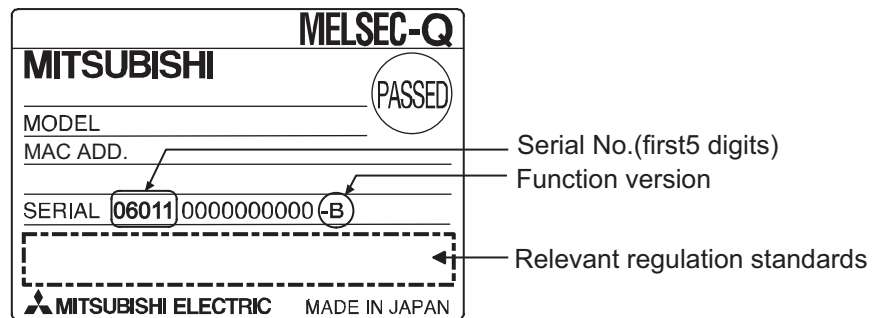 MELSEC-Q
MITSUBISHI
PASSED
MODEL
MAC ADD.
Serial No.(first5 digits)
Function version
SERIAL 06011 0000000000 -B
Relevant regulation standards
MITSUBISHI ELECTRIC MADE IN JAPAN